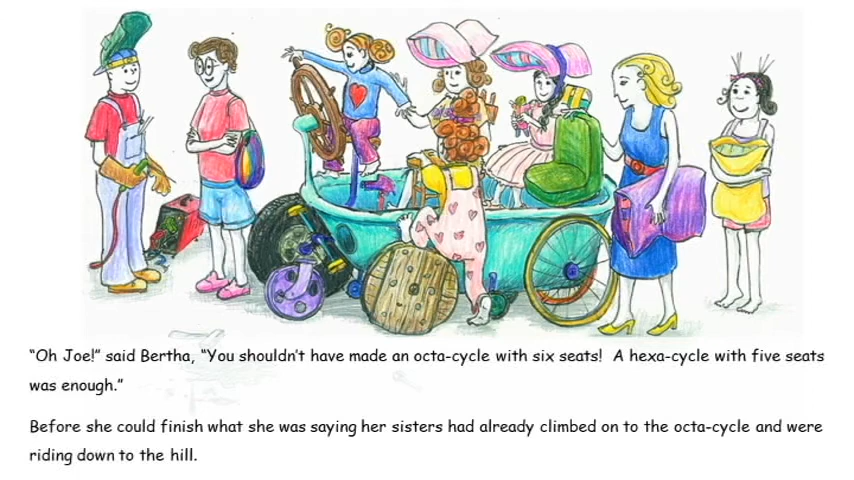 “Oh Joe!” said Bertha, “You shouldn’t have made an octa-cycle with six seats!  A hexa-cycle with five seats
was enough.”
Before she could finish what she was saying her sisters had already climbed on to the octa-cycle and were
riding down to the hill.